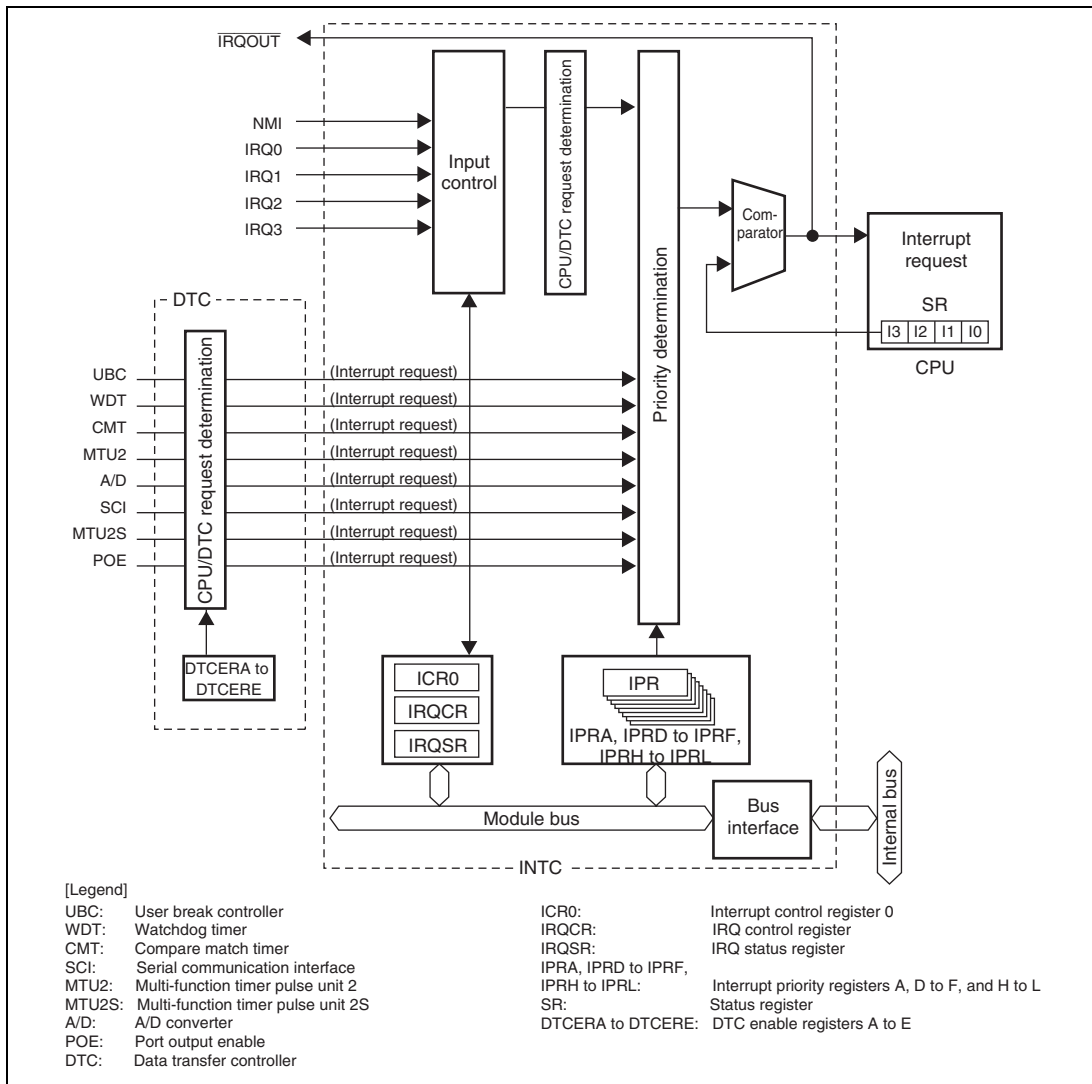 IRQOUT
NMI
IRQ0
IRQ1
IRQ2
IRQ3
Input
control
CPU/DTC request determination
Priority determination
Com-
parator
Interrupt
request
SR
I3 I2 I1 I0
CPU
DTC
CPU/DTC request determination
UBC (Interrupt request)
WDT (Interrupt request)
CMT (Interrupt request)
MTU2 (Interrupt request)
A/D (Interrupt request)
SCI (Interrupt request)
MTU2S (Interrupt request)
POE (Interrupt request)
DTCERA to
DTCERE
ICR0
IRQCR
IRQSR
IPR
IPRA, IPRD to IPRF,
IPRH to IPRL
Module bus
Bus
interface
Internal bus
INTC
[Legend]
UBC: User break controller
WDT: Watchdog timer
CMT: Compare match timer
SCI: Serial communication interface
MTU2: Multi-function timer pulse unit 2
MTU2S: Multi-function timer pulse unit 2S
A/D: A/D converter
POE: Port output enable
DTC: Data transfer controller
ICR0: Interrupt control register 0
IRQCR: IRQ control register
IRQSR: IRQ status register
IPRA, IPRD to IPRF,
IPRH to IPRL: Interrupt priority registers A, D to F, and H to L
SR: Status register
DTCERA to DTCERE: DTC enable registers A to E